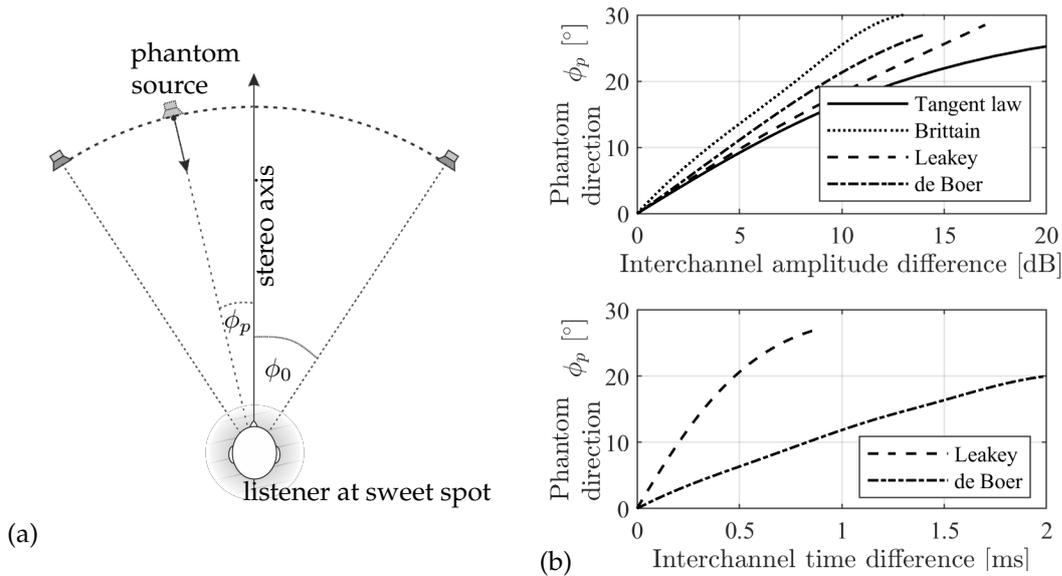 phantom
source
stereo axis
ϕp
ϕ0
listener at sweet spot
(a)
Phantom
direction ϕp [°]
30
20
10
0
0 5 10 15 20
Interchannel amplitude difference [dB]
Tangent law
Brittain
Leakey
de Boer
Phantom
direction ϕp [°]
30
20
10
0
0 0.5 1 1.5 2
Interchannel time difference [ms]
Leakey
de Boer
(b)